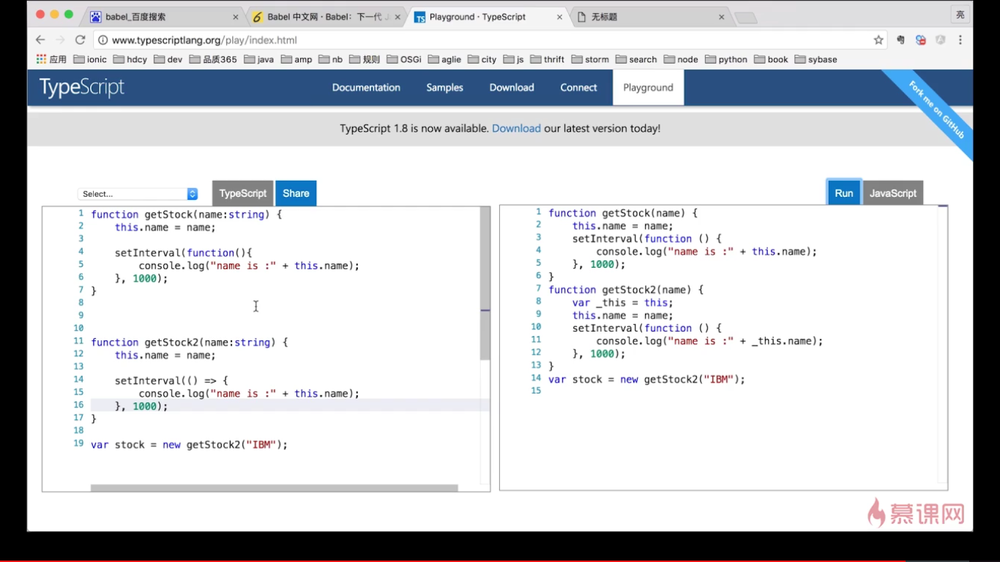 babel_百度搜索
Babel 中文网 · Babel：下一代 J
Playground · TypeScript
无标题
亮
www.typescriptlang.org/play/index.html
应用 ionic hdcy dev 品质365 java amp nb 规则 OSGi aglie city js thrift storm search node python book sybase
TypeScript
Documentation Samples Download Connect Playground
Fork me on GitHub
TypeScript 1.8 is now available. Download our latest version today!
Select... TypeScript Share
Run JavaScript
1 function getStock(name:string) {
2 this.name = name;
3
4 setInterval(function(){
5 console.log("name is :" + this.name);
6 }, 1000);
7 }
8
9
10
11 function getStock2(name:string) {
12 this.name = name;
13
14 setInterval(() => {
15 console.log("name is :" + this.name);
16 }, 1000);
17 }
18
19 var stock = new getStock2("IBM");
1 function getStock(name) {
2 this.name = name;
3 setInterval(function () {
4 console.log("name is :" + this.name);
5 }, 1000);
6 }
7 function getStock2(name) {
8 var _this = this;
9 this.name = name;
10 setInterval(function () {
11 console.log("name is :" + _this.name);
12 }, 1000);
13 }
14 var stock = new getStock2("IBM");
15
慕课网